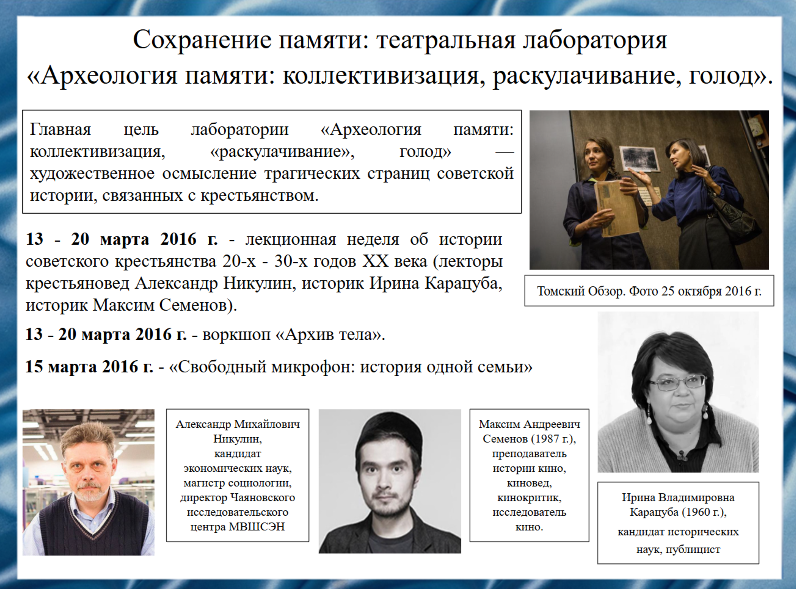 Сохранение памяти: театральная лаборатория
«Археология памяти: коллективизация, раскулачивание, голод».
Главная цель лаборатории «Археология памяти:
коллективизация, «раскулачивание», голод» —
художественное осмысление трагических страниц советской
истории, связанных с крестьянством.
13 - 20 марта 2016 г. - лекционная неделя об истории
советского крестьянства 20-х - 30-х годов XX века (лекторы
крестьяновед Александр Никулин, историк Ирина Карацуба,
историк Максим Семенов).
13 - 20 марта 2016 г. - воркшоп «Архив тела».
15 марта 2016 г. - «Свободный микрофон: история одной семьи»
Томский Обзор. Фото 25 октября 2016 г.
Александр Михайлович
Никулин,
кандидат
экономических наук,
магистр социологии,
директор Чаяновского
исследовательского
центра МВШСЭН
Максим Андреевич
Семенов (1987 г.),
преподаватель
истории кино,
киновед,
кинокритик,
исследователь
кино.
Ирина Владимировна
Карацуба (1960 г.),
кандидат исторических
наук, публицист